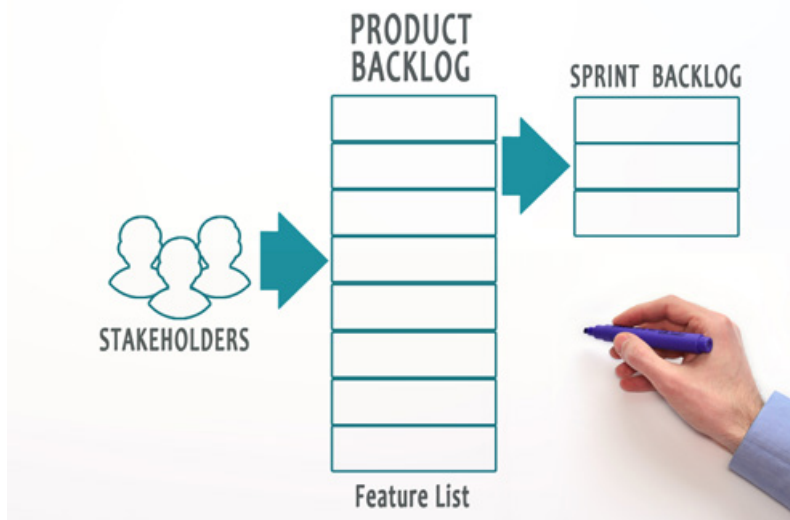 PRODUCT
BACKLOG
SPRINT BACKLOG
STAKEHOLDERS
Feature List